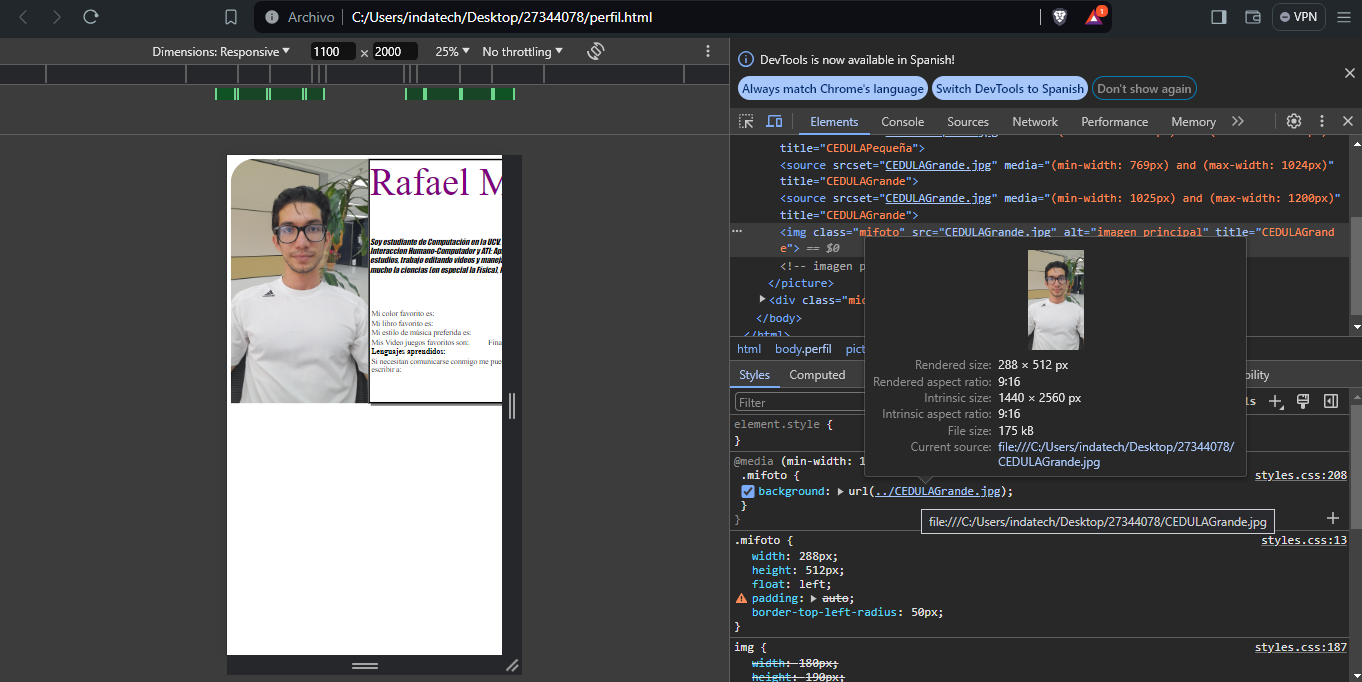 Archivo C:/Users/indatech/Desktop/27344078/perfil.html 1 VPN
Dimensions: Responsive 1100 × 2000 25% No throttling
DevTools is now available in Spanish!
Always match Chrome's language Switch DevTools to Spanish Don't show again
Elements Console Sources Network Performance Memory
title="CEDULAPequeña">
<source srcset="CEDULAGrande.jpg" media="(min-width: 769px) and (max-width: 1024px)"
title="CEDULAGrande">
<source srcset="CEDULAGrande.jpg" media="(min-width: 1025px) and (max-width: 1200px)"
title="CEDULAGrande">
<img class="mifoto" src="CEDULAGrande.jpg" alt="imagen principal" title="CEDULAGrand
e"> == $0
<!-- imagen p
</picture>
<div class="mic
</body>
</html>
html body.perfil pict
Rendered size: 288 × 512 px
Rendered aspect ratio: 9:16
Intrinsic size: 1440 × 2560 px
Intrinsic aspect ratio: 9:16
File size: 175 kB
Current source: file:///C:/Users/indatech/Desktop/27344078/
CEDULAGrande.jpg
Styles Computed bility
Filter ls
element.style {
}
@media (min-width: 1
.mifoto { styles.css:208
background: url(../CEDULAGrande.jpg);
}
}
file:///C:/Users/indatech/Desktop/27344078/CEDULAGrande.jpg
.mifoto { styles.css:13
width: 288px;
height: 512px;
float: left;
padding: auto;
border-top-left-radius: 50px;
}
img { styles.css:187
width: 180px;
height: 190px;
Rafael M
Soy estudiante de Computación en la UCV,
Interacción Humano-Computador y ATI: Ap
estudios, trabajo editando videos y manej
mucho la ciencias (en especial la Física),
Mi color favorito es:
Mi libro favorito es:
Mi estilo de música preferida es:
Mis Video juegos favoritos son: Fina
Lenguajes aprendidos:
Si necesitan comunicarse conmigo me pue
escribir a: